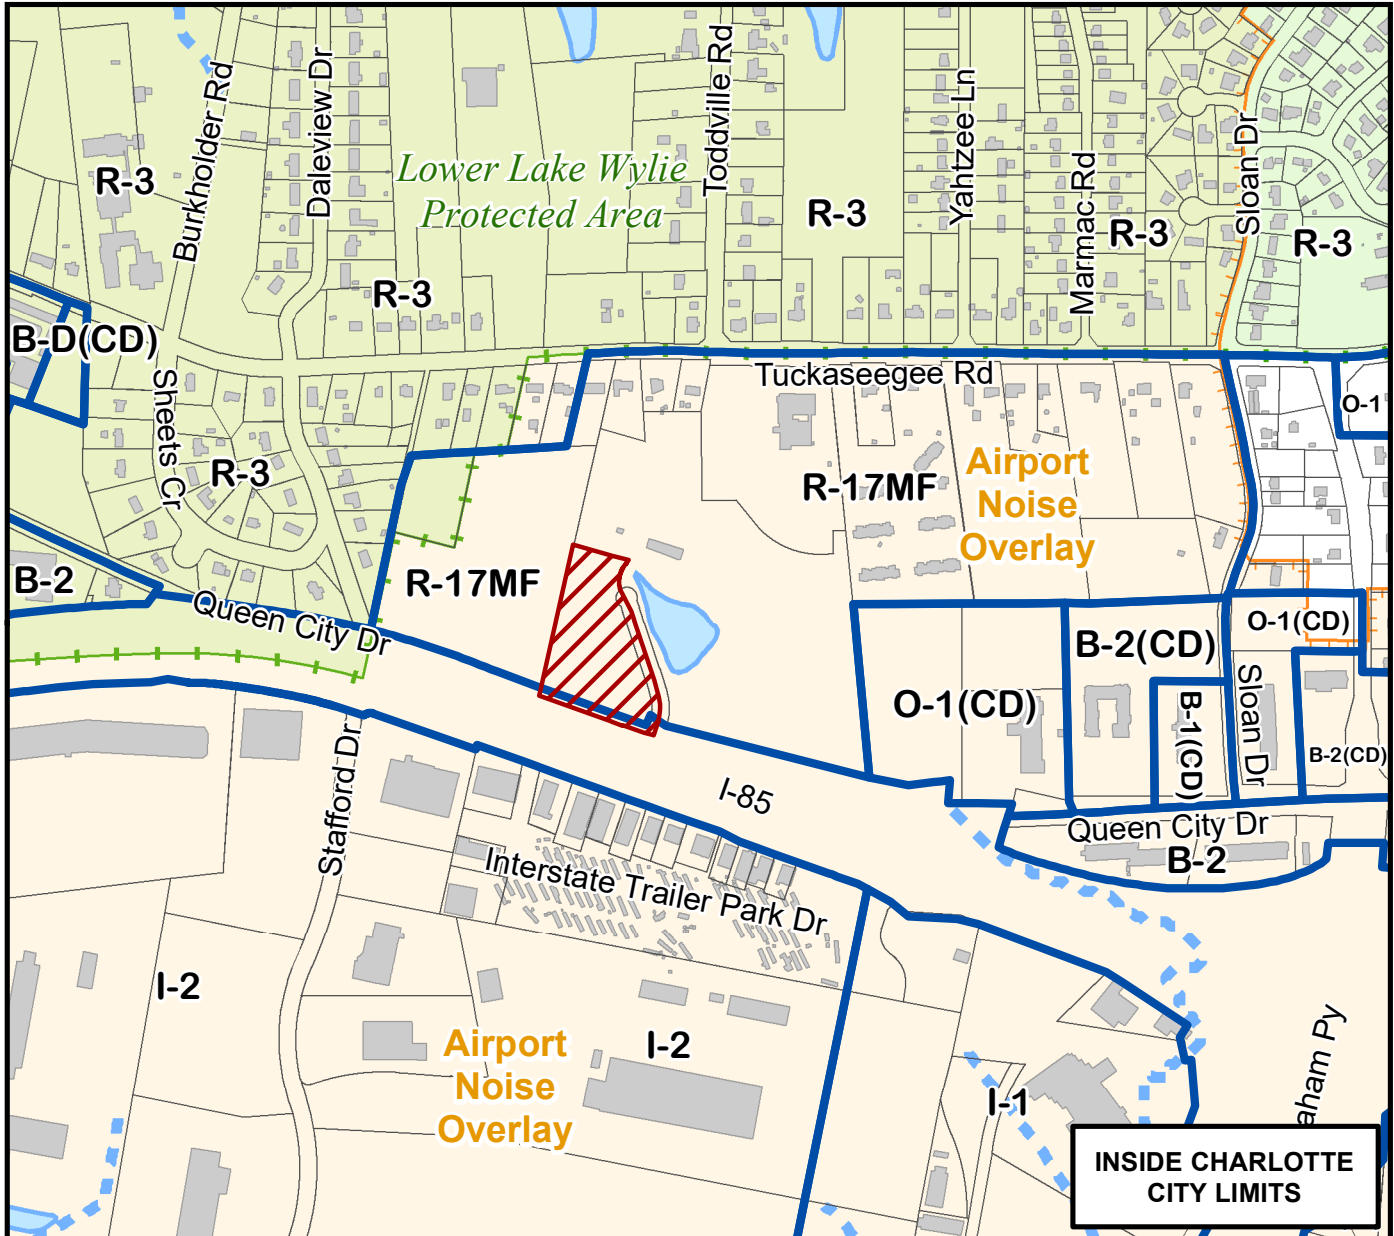 Burkholder Rd
Daleview Dr
Toddville Rd
Yahtzee Ln
Marmac Rd
Sloan Dr
R-3
Lower Lake Wylie
Protected Area
R-3
R-3
R-3
R-3
B-D(CD)
Sheets Cr
Tuckaseegee Rd
O-1
R-3
R-17MF
Airport
Noise
Overlay
B-2
R-17MF
Queen City Dr
O-1(CD)
B-2(CD)
O-1(CD)
B-1(CD)
Sloan Dr
B-2(CD)
Stafford Dr
I-85
Queen City Dr
B-2
Interstate Trailer Park Dr
I-2
Airport
Noise
Overlay
I-2
I-1
aham Py
INSIDE CHARLOTTE
CITY LIMITS